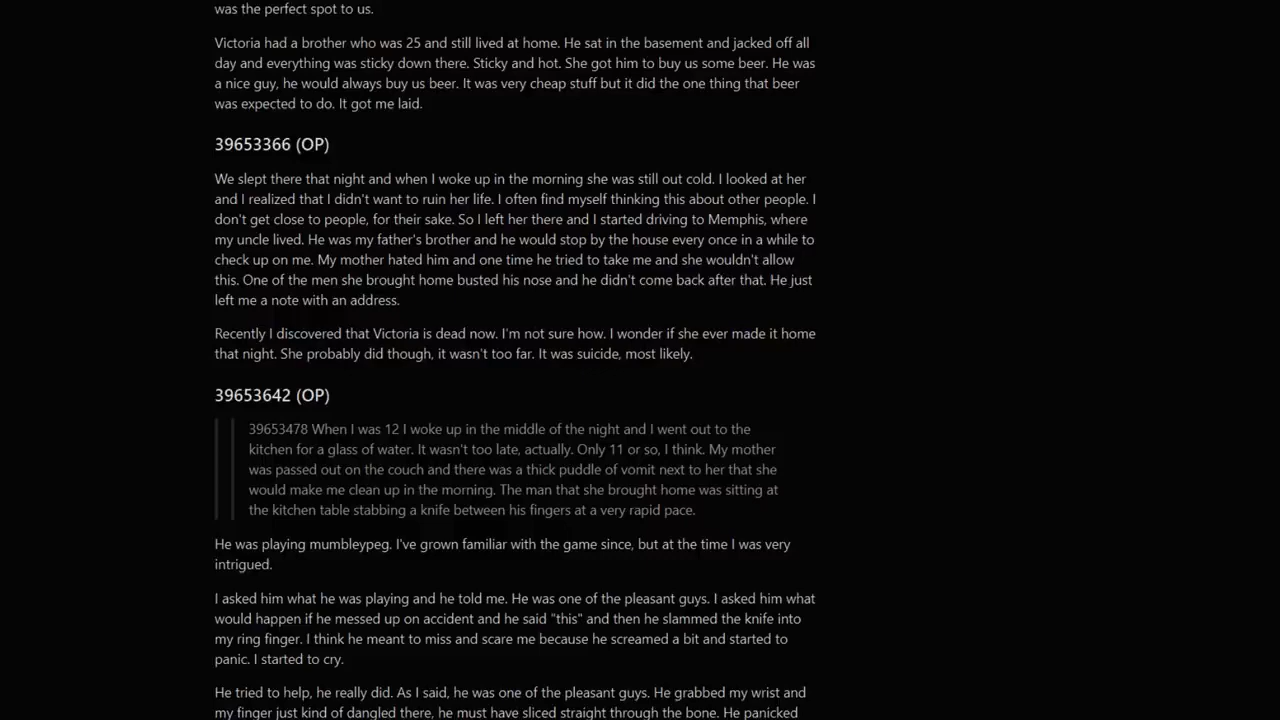 was the perfect spot to us.
Victoria had a brother who was 25 and still lived at home. He sat in the basement and jacked off all
day and everything was sticky down there. Sticky and hot. She got him to buy us some beer. He was
a nice guy, he would always buy us beer. It was very cheap stuff but it did the one thing that beer
was expected to do. It got me laid.
39653366 (OP)
We slept there that night and when I woke up in the morning she was still out cold. I looked at her
and I realized that I didn't want to ruin her life. I often find myself thinking this about other people. I
don't get close to people, for their sake. So I left her there and I started driving to Memphis, where
my uncle lived. He was my father's brother and he would stop by the house every once in a while to
check up on me. My mother hated him and one time he tried to take me and she wouldn't allow
this. One of the men she brought home busted his nose and he didn't come back after that. He just
left me a note with an address.
Recently I discovered that Victoria is dead now. I'm not sure how. I wonder if she ever made it home
that night. She probably did though, it wasn't too far. It was suicide, most likely.
39653642 (OP)
39653478 When I was 12 I woke up in the middle of the night and I went out to the
kitchen for a glass of water. It wasn't too late, actually. Only 11 or so, I think. My mother
was passed out on the couch and there was a thick puddle of vomit next to her that she
would make me clean up in the morning. The man that she brought home was sitting at
the kitchen table stabbing a knife between his fingers at a very rapid pace.
He was playing mumbleypeg. I've grown familiar with the game since, but at the time I was very
intrigued.
I asked him what he was playing and he told me. He was one of the pleasant guys. I asked him what
would happen if he messed up on accident and he said "this" and then he slammed the knife into
my ring finger. I think he meant to miss and scare me because he screamed a bit and started to
panic. I started to cry.
He tried to help, he really did. As I said, he was one of the pleasant guys. He grabbed my wrist and
my finger just kind of dangled there, he must have sliced straight through the bone. He panicked